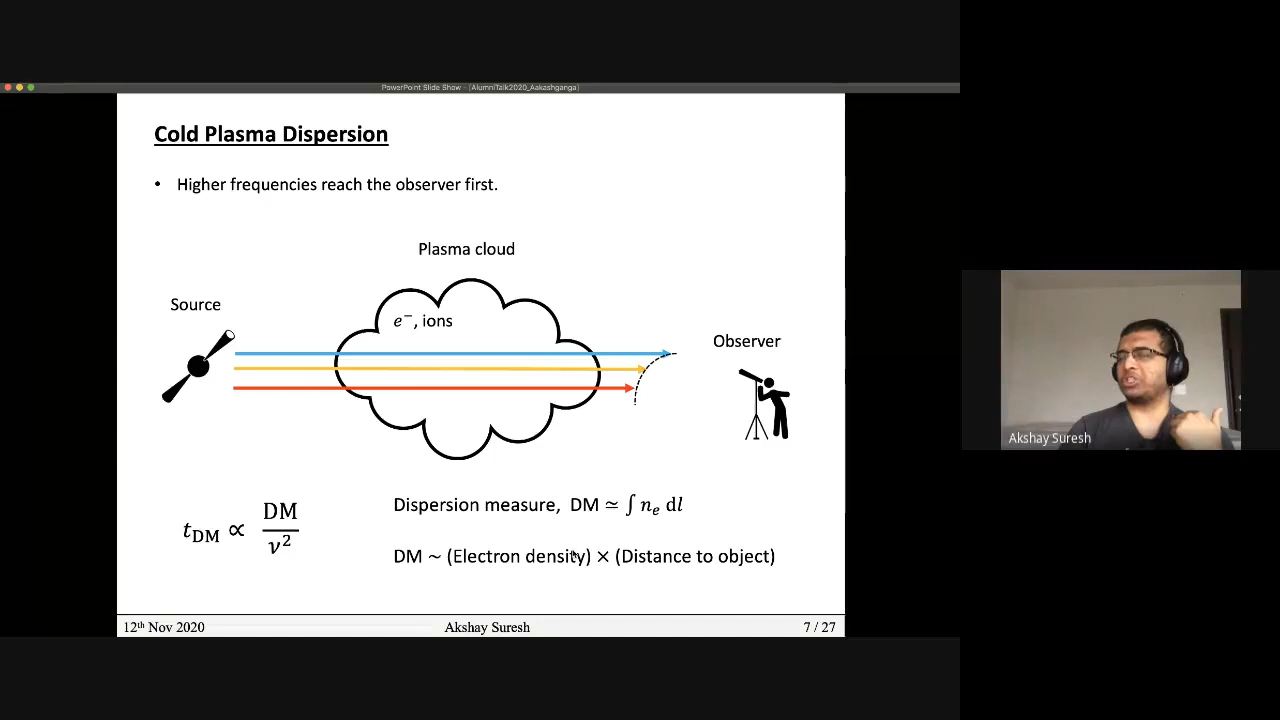 PowerPoint Slide Show - [AlumniTalk2020_Aakashganga]
Cold Plasma Dispersion
• Higher frequencies reach the observer first.
Plasma cloud
Source
e⁻, ions
Observer
Akshay Suresh
t_DM ∝ DM/ν²
Dispersion measure, DM ≃ ∫ nₑ dl
DM ~ (Electron density) × (Distance to object)
12th Nov 2020
Akshay Suresh
7 / 27